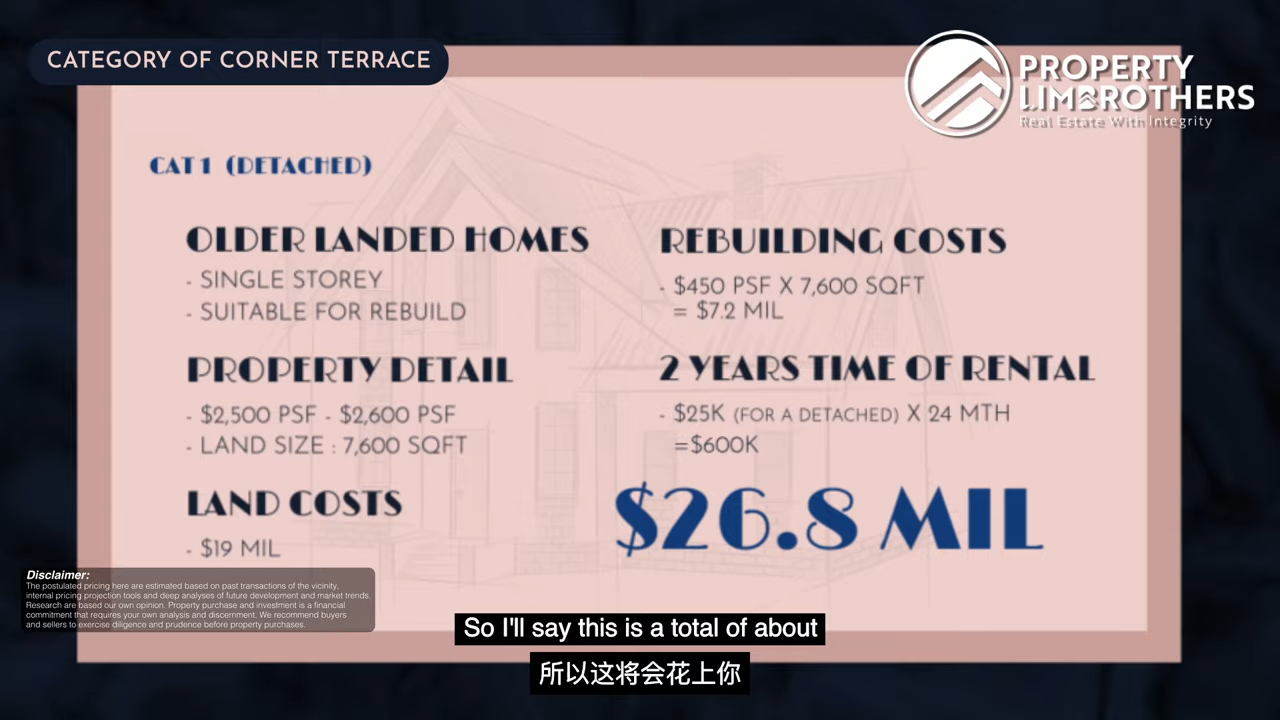 CATEGORY OF CORNER TERRACE
PROPERTY
LIMBROTHERS
Real Estate With Integrity
CAT 1 (DETACHED)
OLDER LANDED HOMES
- SINGLE STOREY
- SUITABLE FOR REBUILD
PROPERTY DETAIL
- $2,500 PSF - $2,600 PSF
- LAND SIZE : 7,600 SQFT
LAND COSTS
- $19 MIL
REBUILDING COSTS
- $450 PSF X 7,600 SQFT
= $7.2 MIL
2 YEARS TIME OF RENTAL
- $25K (FOR A DETACHED) X 24 MTH
=$600K
$26.8 MIL
Disclaimer:
The postulated pricing here are estimated based on past transactions of the vicinity,
internal pricing projection tools and deep analyses of future development and market trends.
Research are based our own opinion. Property purchase and investment is a financial
commitment that requires your own analysis and discernment. We recommend buyers
and sellers to exercise diligence and prudence before property purchases.
So I'll say this is a total of about
所以这将会花上你